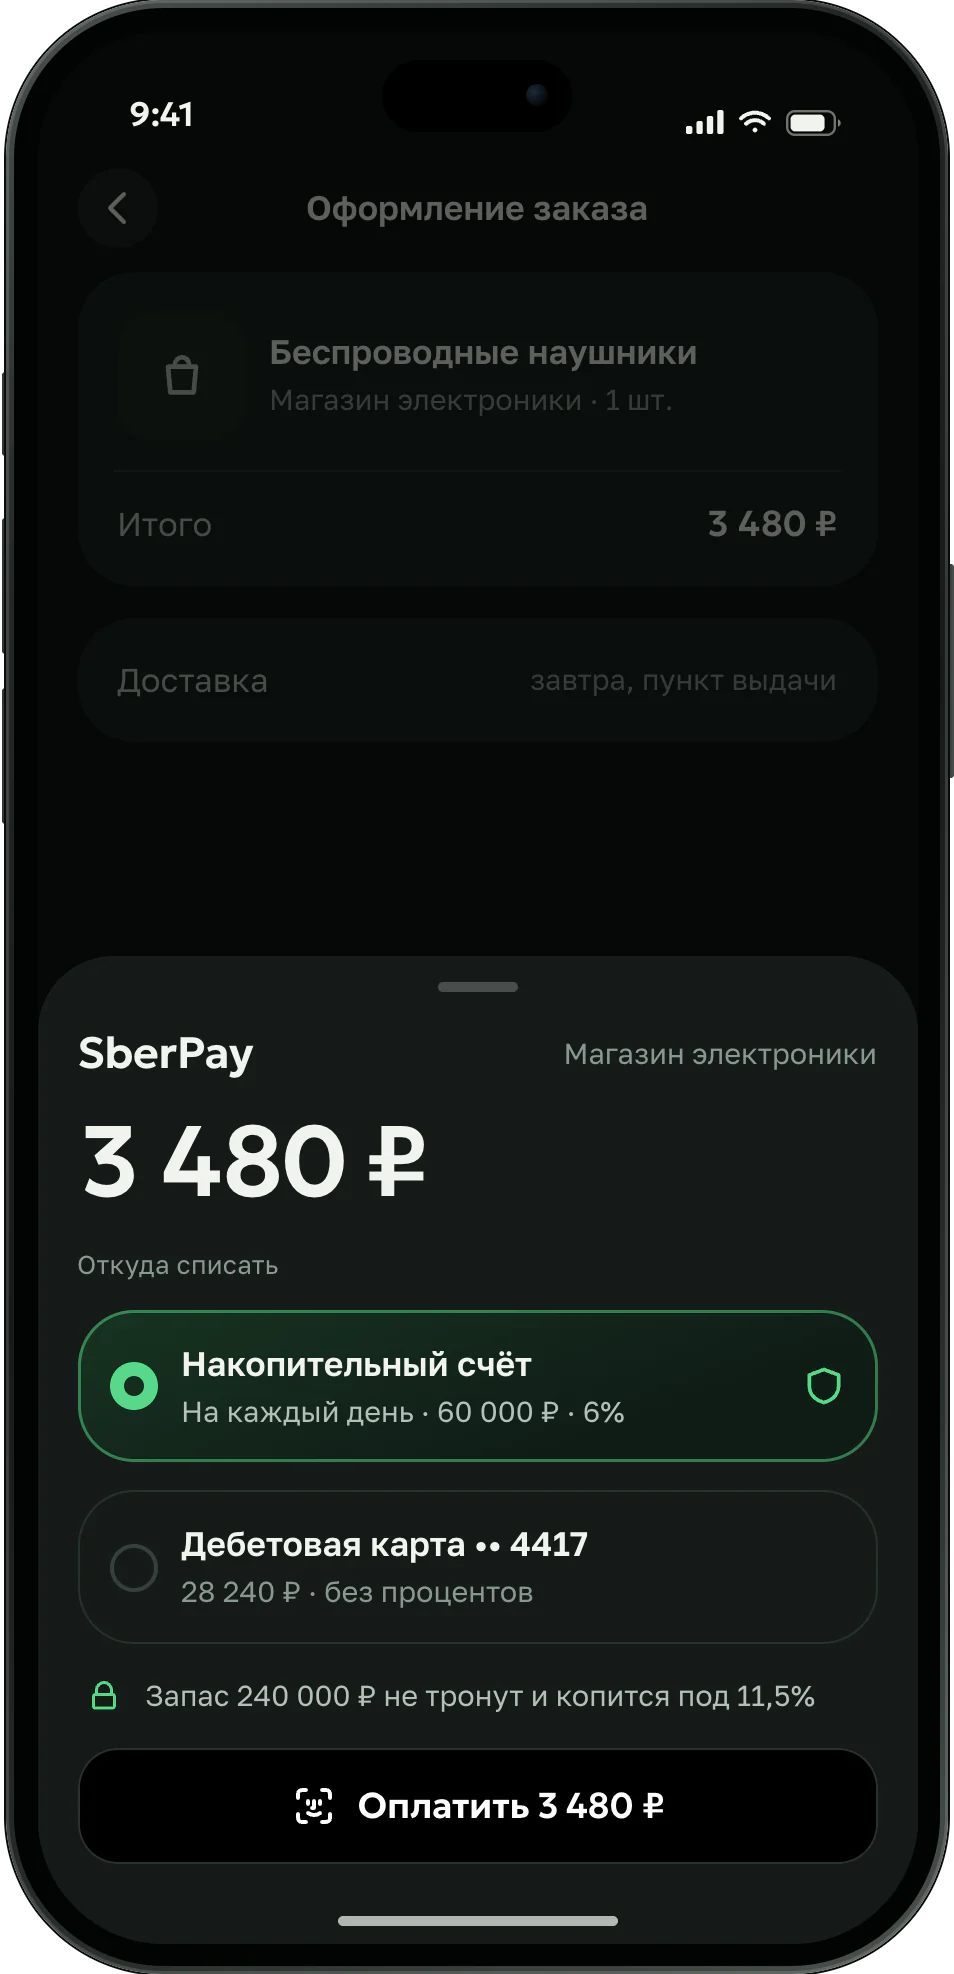 9:41
Оформление заказа
Беспроводные наушники
Магазин электроники · 1 шт.
Итого 3 480 ₽
Доставка завтра, пункт выдачи
SberPay Магазин электроники
3 480 ₽
Откуда списать
Накопительный счёт
На каждый день · 60 000 ₽ · 6%
Дебетовая карта •• 4417
28 240 ₽ · без процентов
Запас 240 000 ₽ не тронут и копится под 11,5%
Оплатить 3 480 ₽